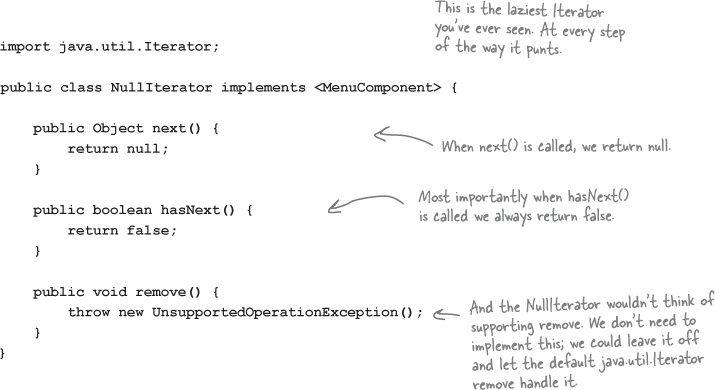 This is the laziest Iterator
you've ever seen. At every step
of the way it punts.
import java.util.Iterator;
public class NullIterator implements <MenuComponent> {
public Object next() {
return null;
}
When next() is called, we return null.
public boolean hasNext() {
return false;
}
Most importantly when hasNext()
is called we always return false.
public void remove() {
throw new UnsupportedOperationException();
}
}
And the NullIterator wouldn't think of
supporting remove. We don't need to
implement this; we could leave it off
and let the default java.util.Iterator
remove handle it.